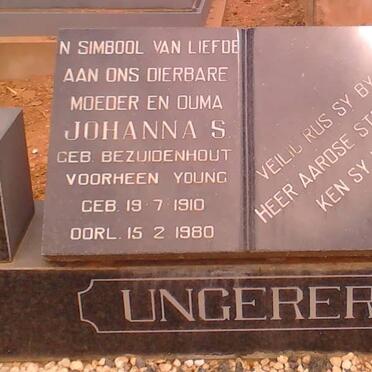 'N SIMBOOL VAN LIEFDE
AAN ONS DIERBARE
MOEDER EN OUMA
JOHANNA S.
GEB. BEZUIDENHOUT
VOORHEEN YOUNG
GEB. 19·7·1910
OORL. 15·2·1980
VEILIG RUS SY BY
HEER AARDSE
KEN SY
UNGERER